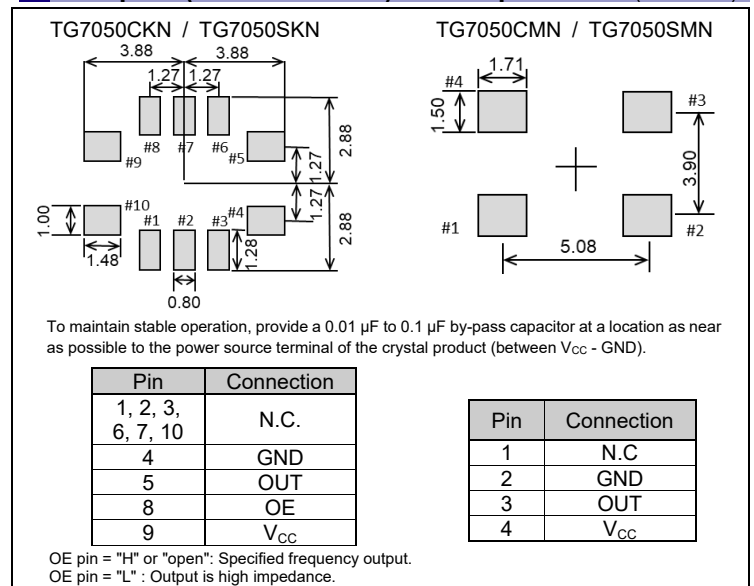 TG7050CKN / TG7050SKN
3.88 3.88
1.27 1.27
#8 #7 #6
#9 #5
1.27
2.88
#10 #4
#1 #2 #3
1.00
1.48
1.28
1.27
2.88
0.80
TG7050CMN / TG7050SMN
1.71
#4
#3
1.50
3.90
#1
#2
5.08
To maintain stable operation, provide a 0.01 µF to 0.1 µF by-pass capacitor at a location as near
as possible to the power source terminal of the crystal product (between VCC - GND).
Pin Connection
1, 2, 3,
6, 7, 10 N.C.
4 GND
5 OUT
8 OE
9 VCC
Pin Connection
1 N.C
2 GND
3 OUT
4 VCC
OE pin = "H" or "open": Specified frequency output.
OE pin = "L" : Output is high impedance.